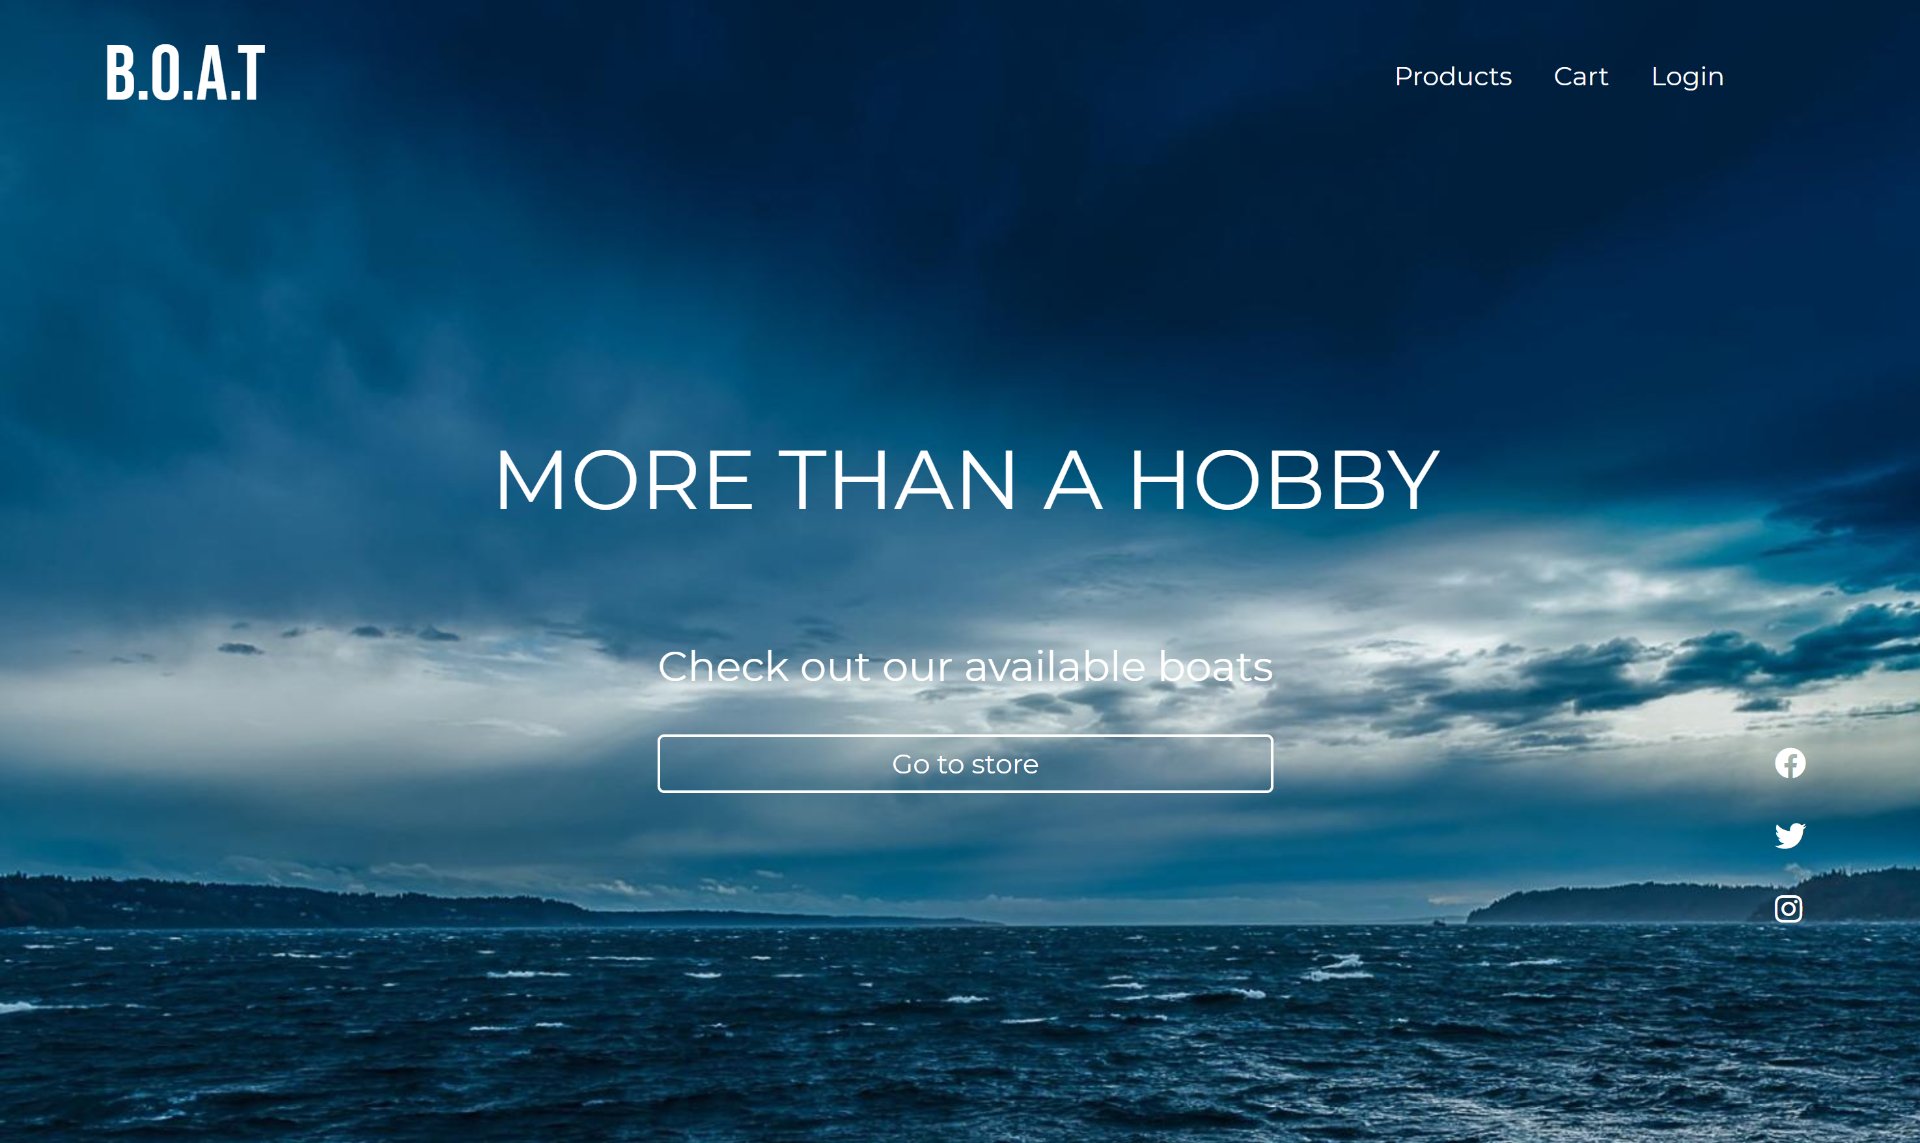 B.O.A.T
Products Cart Login
MORE THAN A HOBBY
Check out our available boats
Go to store